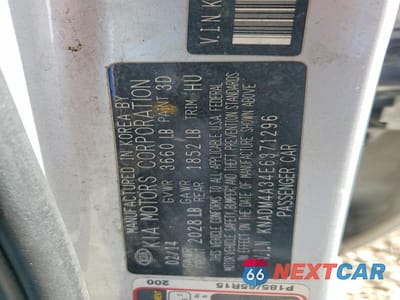 V.I.N K
MANUFACTURED IN KOREA BY
KIA MOTORS CORPORATION
02/14 GVWR 3660 LB PAINT 3D
2028 LB GAWR REAR 1852 LB TRIM HU
THIS VEHICLE CONFORMS TO ALL APPLICABLE U.S.A FEDERAL
MOTOR VEHICLE SAFETY, BUMPER, AND THEFT PREVENTION STANDARDS
IN EFFECT ON THE DATE OF MANUFACTURE SHOWN ABOVE
V.I.N KNADM4A34E6371296
PASSENGER CAR
P185/65R15
200
66 NEXTCAR